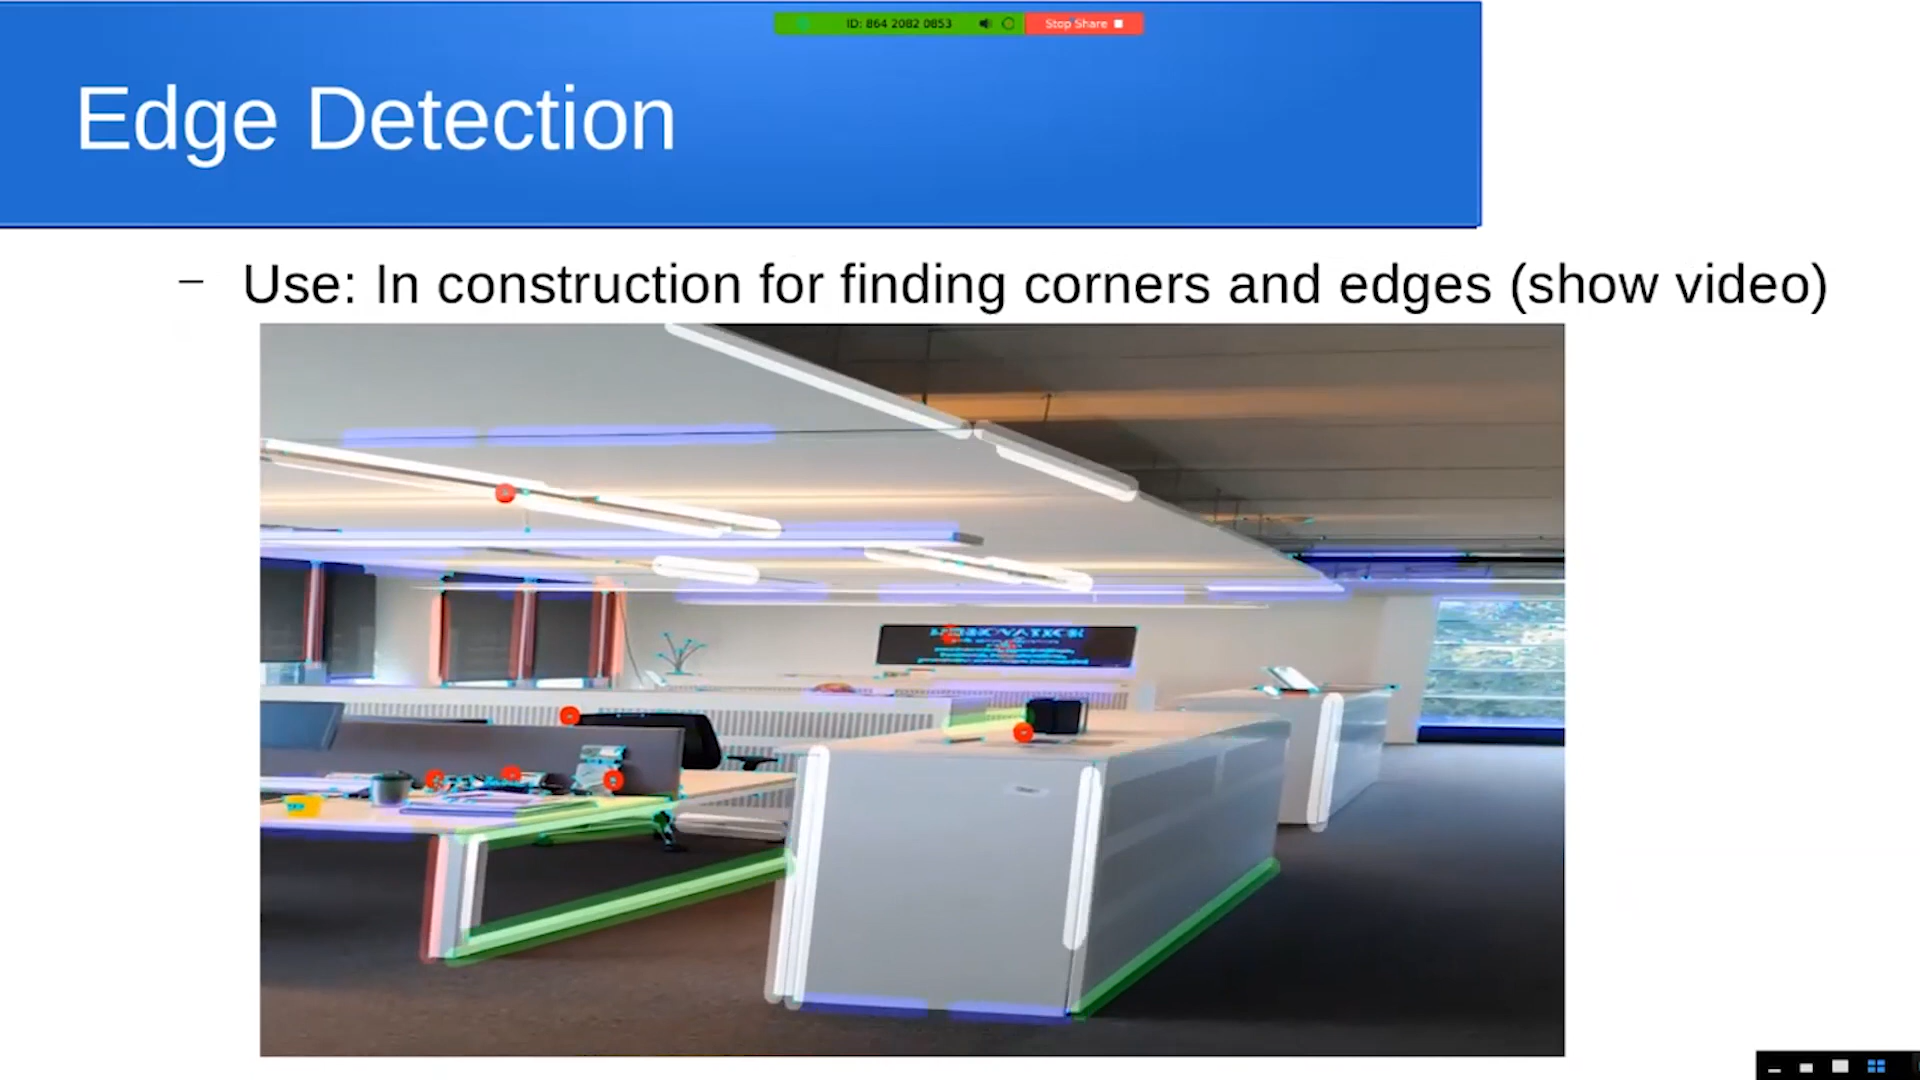 ID: 864 2082 0853
Stop Share
Edge Detection
– Use: In construction for finding corners and edges (show video)